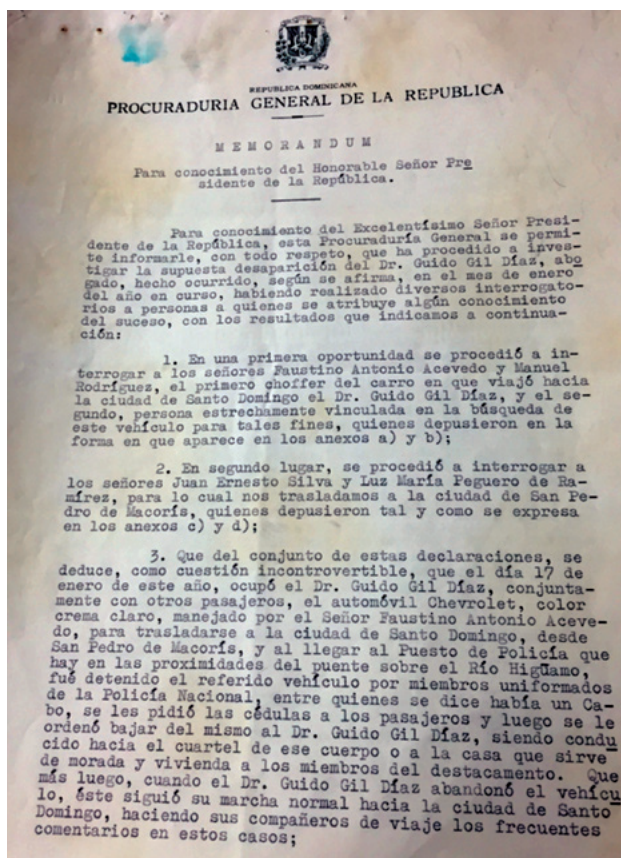 REPUBLICA DOMINICANA
PROCURADURIA GENERAL DE LA REPUBLICA
MEMORANDUM
Para conocimiento del Honorable Señor Pre
sidente de la República.
Para conocimiento del Excelentísimo Señor Presi-
dente de la República, esta Procuraduría General se permi-
te informarle, con todo respeto, que ha procedido a inves-
tigar la supuesta desaparición del Dr. Guido Gil Díaz, abo
gado, hecho ocurrido, según se afirma, en el mes de enero
del año en curso, habiendo realizado diversos interrogato-
rios a personas a quienes se atribuye algún conocimiento
del suceso, con los resultados que indicamos a continua-
ción:
1. En una primera oportunidad se procedió a in-
terrogar a los señores Faustino Antonio Acevedo y Manuel
Rodríguez, el primero choffer del carro en que viajó hacia
la ciudad de Santo Domingo el Dr. Guido Gil Díaz, y el se-
gundo, persona estrechamente vinculada en la búsqueda de
este vehículo para tales fines, quienes depusieron en la
forma en que aparece en los anexos a) y b);
2. En segundo lugar, se procedió a interrogar a
los señores Juan Ernesto Silva y Luz María Peguero de Ra-
mírez, para lo cual nos trasladamos a la ciudad de San Pe-
dro de Macorís, quienes depusieron tal y como se expresa
en los anexos c) y d);
3. Que del conjunto de estas declaraciones, se
deduce, como cuestión incontrovertible, que el día 17 de
enero de este año, ocupó el Dr. Guido Gil Díaz, conjunta-
mente con otros pasajeros, el automóvil Chevrolet, color
crema claro, manejado por el Señor Faustino Antonio Aceve-
do, para trasladarse a la ciudad de Santo Domingo, desde
San Pedro de Macorís, y al llegar al Puesto de Policía que
hay en las proximidades del puente sobre el Río Higüamo,
fué detenido el referido vehículo por miembros uniformados
de la Policía Nacional, entre quienes se dice había un Ca-
bo, se les pidió las cédulas a los pasajeros y luego se le
ordenó bajar del mismo al Dr. Guido Gil Díaz, siendo condu
cido hacia el cuartel de ese cuerpo o a la casa que sirve
de morada y vivienda a los miembros del destacamento. Que
más luego, cuando el Dr. Guido Gil Díaz abandonó el vehícu
lo, éste siguió su marcha normal hacia la ciudad de Santo
Domingo, haciendo sus compañeros de viaje los frecuentes
comentarios en estos casos;